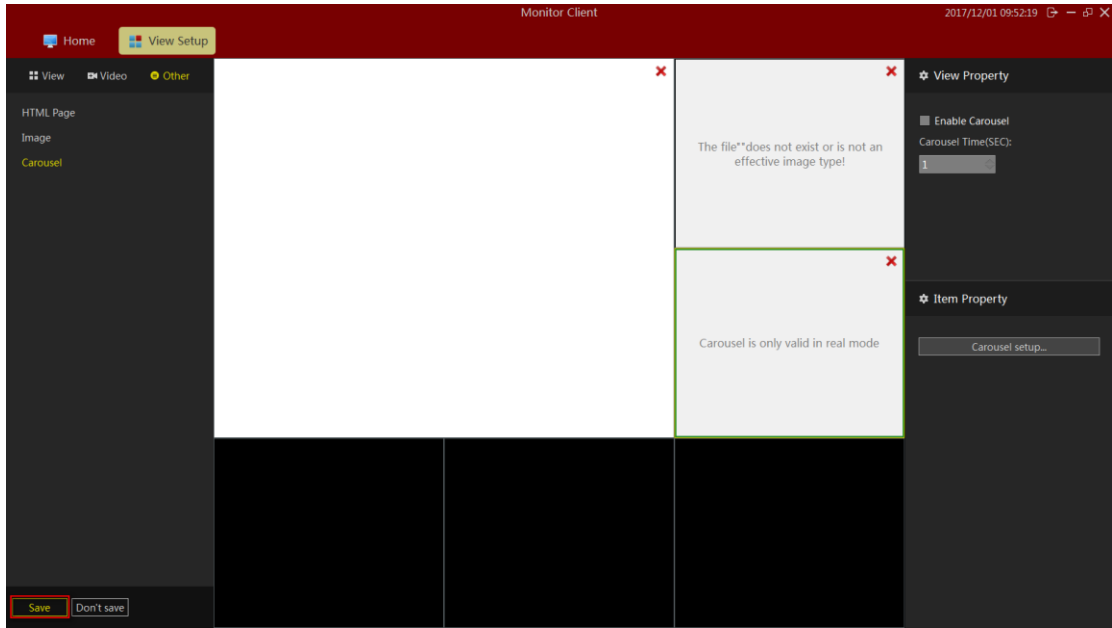 Monitor Client
2017/12/01 09:52:19
Home
View Setup
View
Video
Other
HTML Page
Image
Carousel
The file**does not exist or is not an
effective image type!
Carousel is only valid in real mode
View Property
Enable Carousel
Carousel Time(SEC):
1
Item Property
Carousel setup...
Save
Don't save